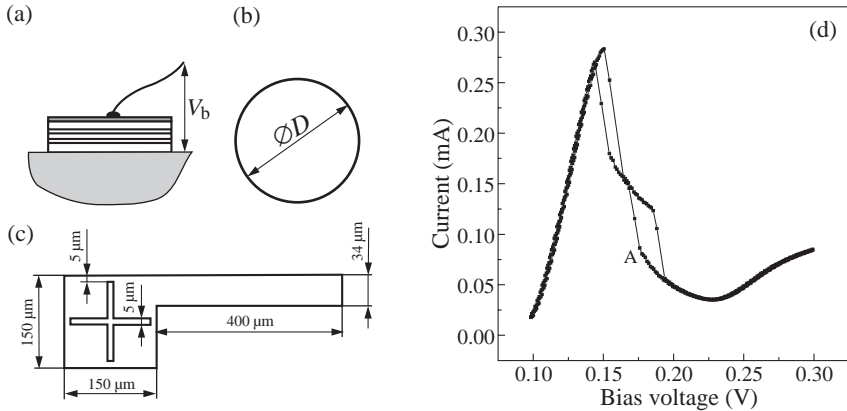 (a)
V_b
(b)
∅D
(c)
5 µm
34 µm
150 µm
5 µm
400 µm
150 µm
(d)
Current (mA)
0.30
0.25
0.20
0.15
0.10
0.05
0.00
A
0.10 0.15 0.20 0.25 0.30
Bias voltage (V)